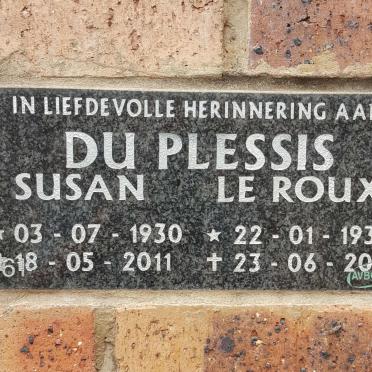 IN LIEFDEVOLLE HERINNERING AAN
DU PLESSIS
SUSAN LE ROUX
★ 03 - 07 - 1930 ★ 22 - 01 - 193
18 - 05 - 2011 ✝ 23 - 06 - 20